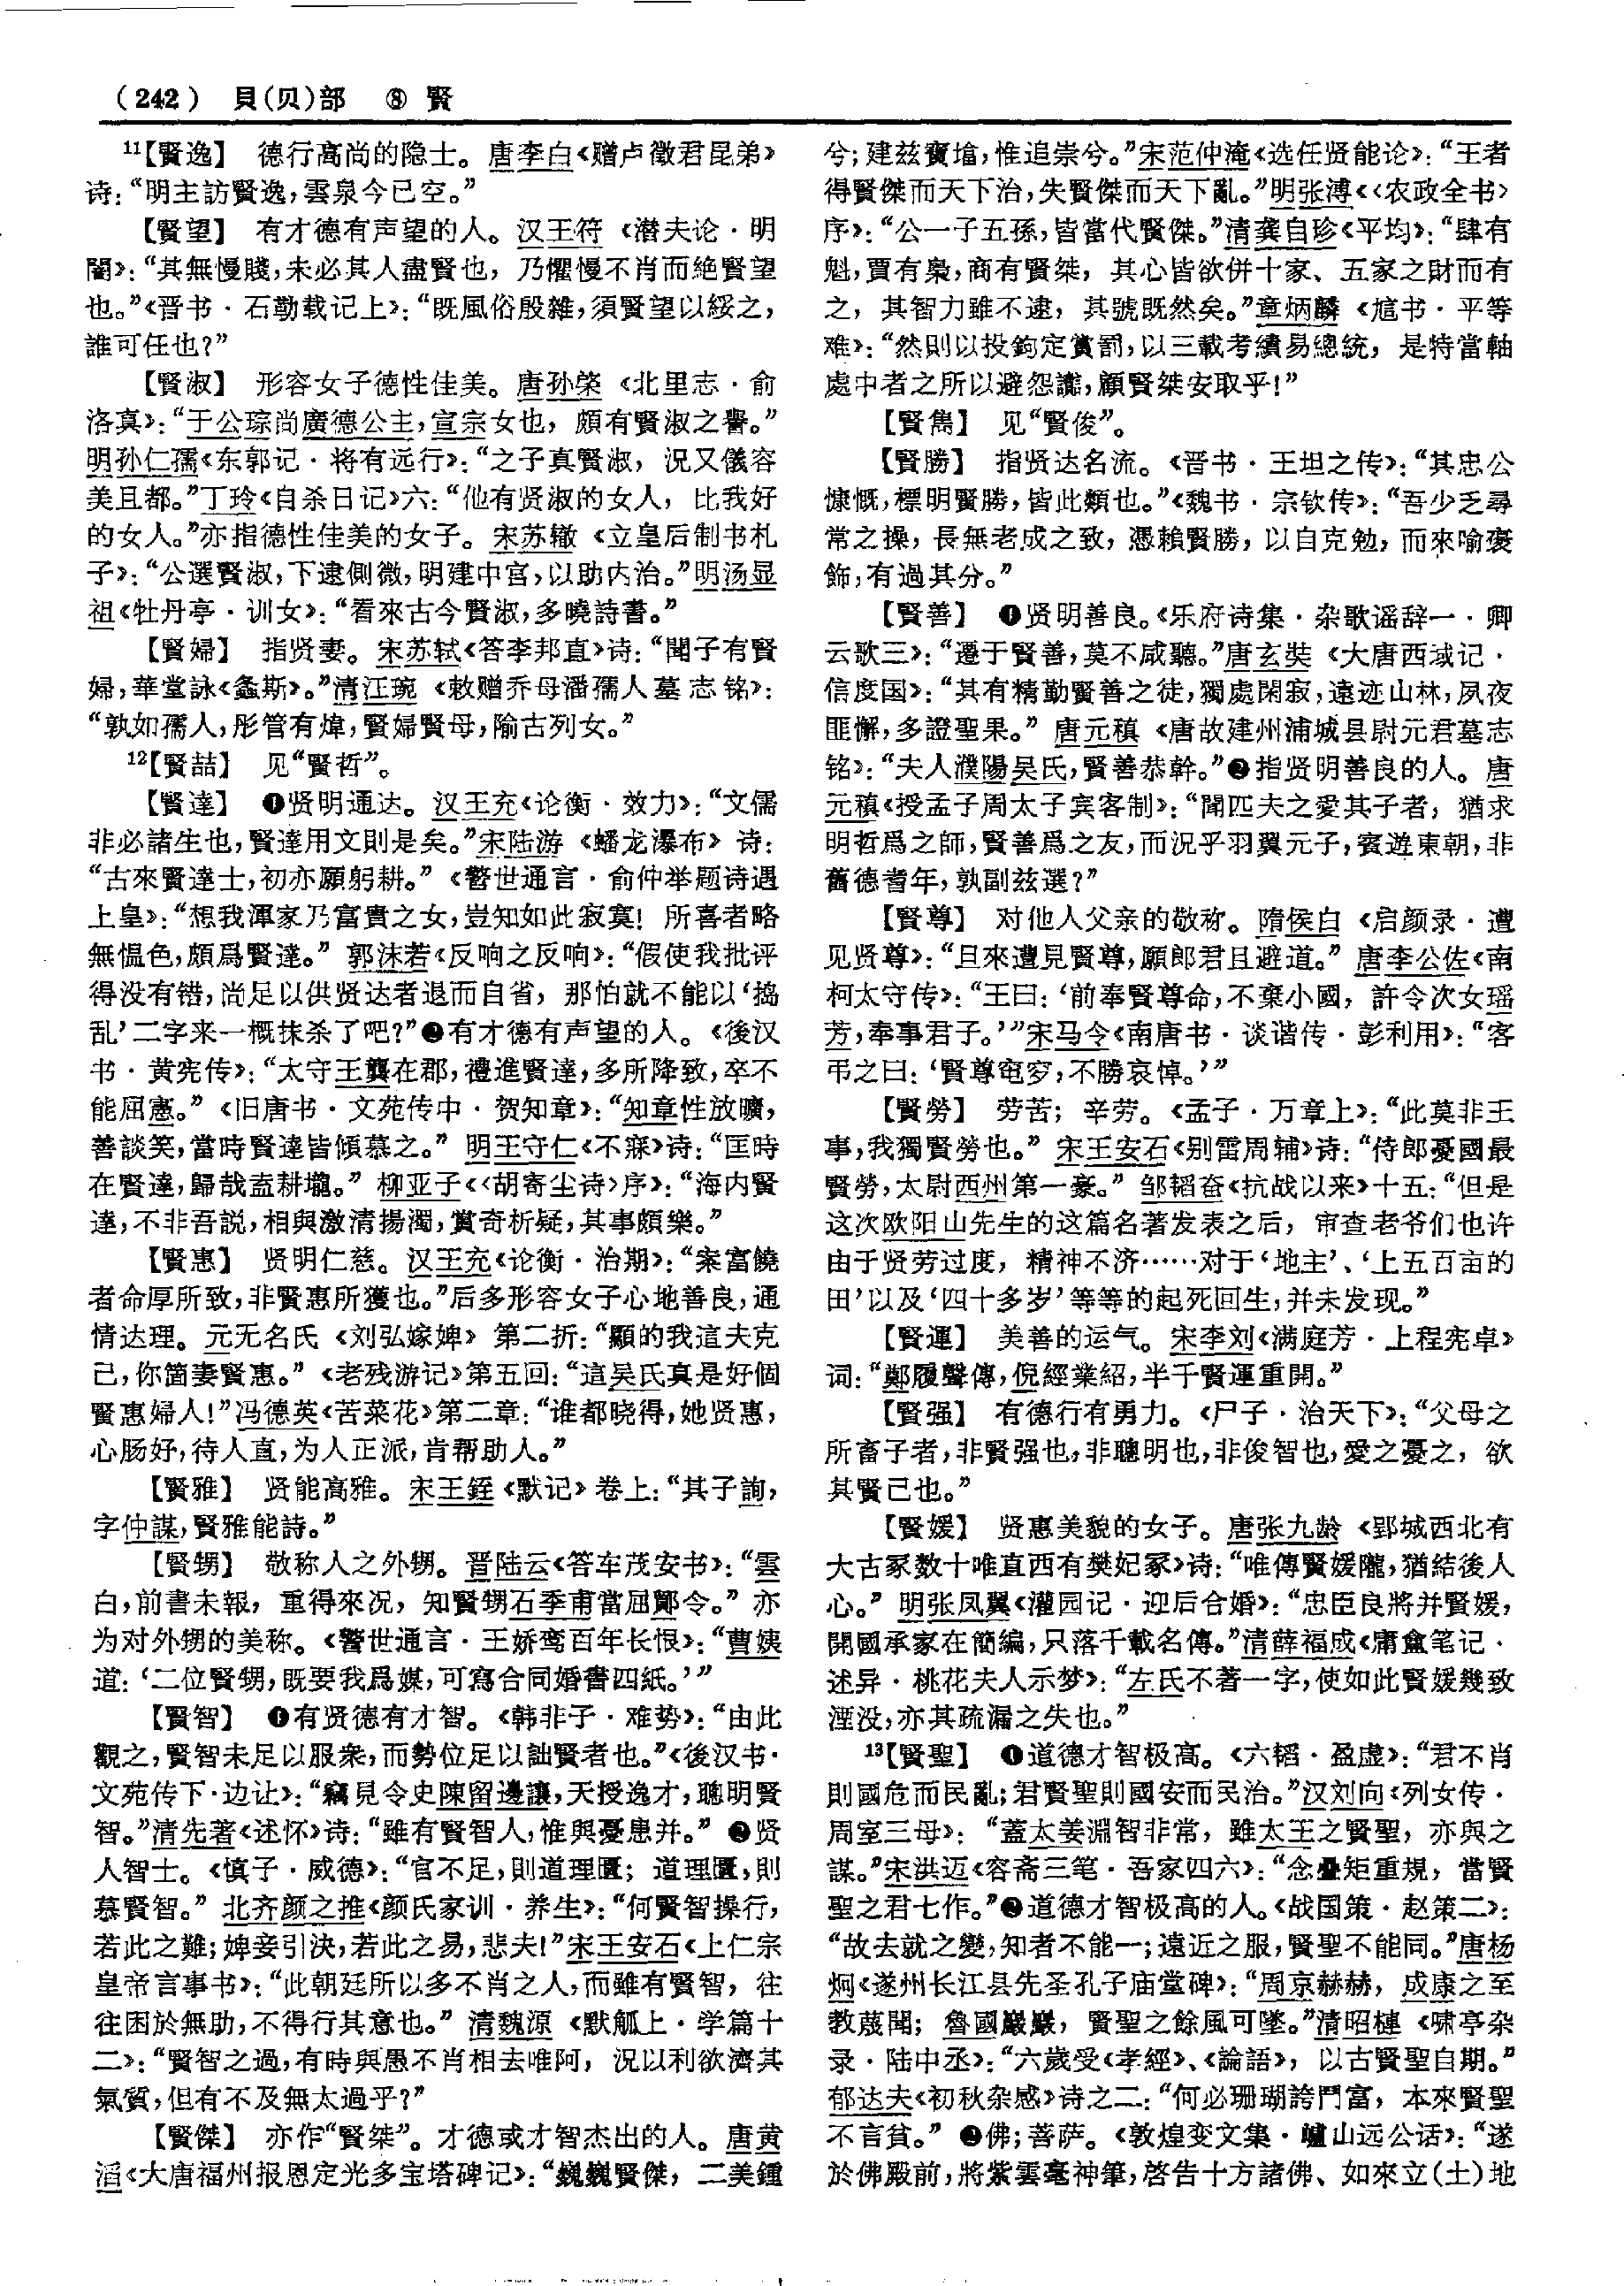 (242) 貝(贝)部 ⑧ 賢
11【賢逸】 德行高尚的隐士。唐李白《赠卢徵君昆弟》
诗：“明主訪賢逸，雲泉今已空。”
【賢望】 有才德有声望的人。汉王符《潜夫论·明
闇》：“其無慢賤，未必其人盡賢也，乃懼慢不肖而絶賢望
也。”《晋书·石勒载记上》：“既風俗殷雜，須賢望以綏之，
誰可任也？”
【賢淑】 形容女子德性佳美。唐孙棨《北里志·俞
洛真》：“于公琮尚廣德公主，宣宗女也，頗有賢淑之譽。”
明孙仁孺《东郭记·将有远行》：“之子真賢淑，況又儀容
美且都。”丁玲《自杀日记》六：“他有贤淑的女人，比我好
的女人。”亦指德性佳美的女子。宋苏辙《立皇后制书札
子》：“公選賢淑，下逮側微，明建中宫，以助内治。”明汤显
祖《牡丹亭·训女》：“看來古今賢淑，多曉詩書。”
【賢婦】 指贤妻。宋苏轼《答李邦直》诗：“聞子有賢
婦，華堂詠《螽斯》。”清江琬《敕赠乔母潘孺人墓志铭》：
“孰如孺人，彤管有煒，賢婦賢母，隃古列女。”
12【賢喆】 见“賢哲”。
【賢達】 ❶贤明通达。汉王充《论衡·效力》：“文儒
非必諸生也，賢達用文則是矣。”宋陆游《蟠龙瀑布》诗：
“古來賢達士，初亦願躬耕。”《警世通言·俞仲举题诗遇
上皇》：“想我渾家乃富貴之女，豈知如此寂寞！所喜者略
無愠色，頗爲賢達。”郭沫若《反响之反响》：“假使我批评
得没有错，尚足以供贤达者退而自省，那怕就不能以‘捣
乱’二字来一概抹杀了吧？”❷有才德有声望的人。《後汉
书·黄宪传》：“太守王龔在郡，禮進賢達，多所降致，卒不
能屈憲。”《旧唐书·文苑传中·贺知章》：“知章性放曠，
善談笑，當時賢達皆傾慕之。”明王守仁《不寐》诗：“匡時
在賢達，歸哉盍耕壠。”柳亚子《〈胡寄尘诗〉序》：“海内賢
達，不非吾説，相與激清揚濁，賞奇析疑，其事頗樂。”
【賢惠】 贤明仁慈。汉王充《论衡·治期》：“案富饒
者命厚所致，非賢惠所獲也。”后多形容女子心地善良，通
情达理。元无名氏《刘弘嫁婢》第二折：“顯的我這夫克
己，你箇妻賢惠。”《老残游记》第五回：“這吴氏真是好個
賢惠婦人！”冯德英《苦菜花》第二章：“谁都晓得，她贤惠，
心肠好，待人直，为人正派，肯帮助人。”
【賢雅】 贤能高雅。宋王銍《默记》卷上：“其子詢，
字仲謀，賢雅能詩。”
【賢甥】 敬称人之外甥。晋陆云《答车茂安书》：“雲
白，前書未報，重得來况，知賢甥石季甫當屈鄮令。”亦
为对外甥的美称。《警世通言·王娇鸾百年长恨》：“曹姨
道：‘二位賢甥，既要我爲媒，可寫合同婚書四紙。’”
【賢智】 ❶有贤德有才智。《韩非子·难势》：“由此
觀之，賢智未足以服衆，而勢位足以詘賢者也。”《後汉书·
文苑传下·边让》：“竊見令史陳留邊讓，天授逸才，聰明賢
智。”清先著《述怀》诗：“雖有賢智人，惟與憂患并。”❷贤
人智士。《慎子·威德》：“官不足，則道理匱；道理匱，則
慕賢智。”北齐颜之推《颜氏家训·养生》：“何賢智操行，
若此之難；婢妾引決，若此之易，悲夫！”宋王安石《上仁宗
皇帝言事书》：“此朝廷所以多不肖之人，而雖有賢智，往
往困於無助，不得行其意也。”清魏源《默觚上·学篇十
二》：“賢智之過，有時與愚不肖相去唯阿，況以利欲濟其
氣質，但有不及無太過乎？”
【賢傑】 亦作“賢桀”。才德或才智杰出的人。唐黄
滔《大唐福州报恩定光多宝塔碑记》：“巍巍賢傑，二美鍾
兮；建兹寶墖，惟追崇兮。”宋范仲淹《选任贤能论》：“王者
得賢傑而天下治，失賢傑而天下亂。”明张溥《〈农政全书〉
序》：“公一子五孫，皆當代賢傑。”清龚自珍《平均》：“肆有
魁，賈有梟，商有賢桀，其心皆欲併十家、五家之財而有
之，其智力雖不逮，其號既然矣。”章炳麟《訄书·平等
难》：“然則以投鉤定賞罰，以三載考績易總統，是特當軸
處中者之所以避怨讟，顧賢桀安取乎！”
【賢雋】 见“賢俊”。
【賢勝】 指贤达名流。《晋书·王坦之传》：“其忠公
慷慨，標明賢勝，皆此類也。”《魏书·宗钦传》：“吾少乏尋
常之操，長無老成之致，憑賴賢勝，以自克勉，而來喻褒
飾，有過其分。”
【賢善】 ❶贤明善良。《乐府诗集·杂歌谣辞一·卿
云歌三》：“遷于賢善，莫不咸聽。”唐玄奘《大唐西域记·
信度国》：“其有精勤賢善之徒，獨處閑寂，遠迹山林，夙夜
匪懈，多證聖果。”唐元稹《唐故建州浦城县尉元君墓志
铭》：“夫人濮陽吴氏，賢善恭幹。”❷指贤明善良的人。唐
元稹《授孟子周太子宾客制》：“聞匹夫之愛其子者，猶求
明哲爲之師，賢善爲之友，而況乎羽翼元子，賓遊東朝，非
舊德耆年，孰副兹選？”
【賢尊】 对他人父亲的敬称。隋侯白《启颜录·遭
见贤尊》：“旦來遭見賢尊，願郎君且避道。”唐李公佐《南
柯太守传》：“王曰：‘前奉賢尊命，不棄小國，許令次女瑶
芳，奉事君子。’”宋马令《南唐书·谈谐传·彭利用》：“客
弔之曰：‘賢尊窀穸，不勝哀悼。’”
【賢勞】 劳苦；辛劳。《孟子·万章上》：“此莫非王
事，我獨賢勞也。”宋王安石《别雷周辅》诗：“侍郎憂國最
賢勞，太尉西州第一豪。”邹韬奋《抗战以来》十五：“但是
这次欧阳山先生的这篇名著发表之后，审查老爷们也许
由于贤劳过度，精神不济……对于‘地主’、‘上五百亩的
田’以及‘四十多岁’等等的起死回生，并未发现。”
【賢運】 美善的运气。宋李刘《满庭芳·上程宪卓》
词：“鄭履聲傳，倪經業紹，半千賢運重開。”
【賢强】 有德行有勇力。《尸子·治天下》：“父母之
所畜子者，非賢强也，非聰明也，非俊智也，愛之憂之，欲
其賢己也。”
【賢媛】 贤惠美貌的女子。唐张九龄《郢城西北有
大古冢数十唯直西有樊妃冢》诗：“唯傳賢媛隴，猶結後人
心。”明张凤翼《灌园记·迎后合婚》：“忠臣良將并賢媛，
開國承家在簡編，只落千載名傳。”清薛福成《庸盦笔记·
述异·桃花夫人示梦》：“左氏不著一字，使如此賢媛幾致
湮没，亦其疏漏之失也。”
13【賢聖】 ❶道德才智极高。《六韬·盈虚》：“君不肖
則國危而民亂；君賢聖則國安而民治。”汉刘向《列女传·
周室三母》：“蓋太姜淵智非常，雖太王之賢聖，亦與之
謀。”宋洪迈《容斋三笔·吾家四六》：“念疊矩重規，當賢
聖之君七作。”❷道德才智极高的人。《战国策·赵策二》：
“故去就之變，知者不能一；遠近之服，賢聖不能同。”唐杨
炯《遂州长江县先圣孔子庙堂碑》：“周京赫赫，成康之至
教蔑聞；魯國巖巖，賢聖之餘風可墜。”清昭槤《啸亭杂
录·陆中丞》：“六歲受《孝經》、《論語》，以古賢聖自期。”
郁达夫《初秋杂感》诗之二：“何必珊瑚誇鬥富，本來賢聖
不言貧。”❸佛；菩萨。《敦煌变文集·廬山远公话》：“遂
於佛殿前，將紫雲毫神筆，啓告十方諸佛、如來立(土)地